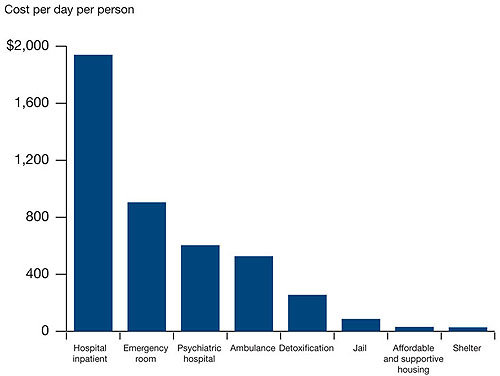 Cost per day per person
$2,000
1,600
1,200
800
400
0
Hospital
inpatient
Emergency
room
Psychiatric
hospital
Ambulance
Detoxification
Jail
Affordable
and supportive
housing
Shelter